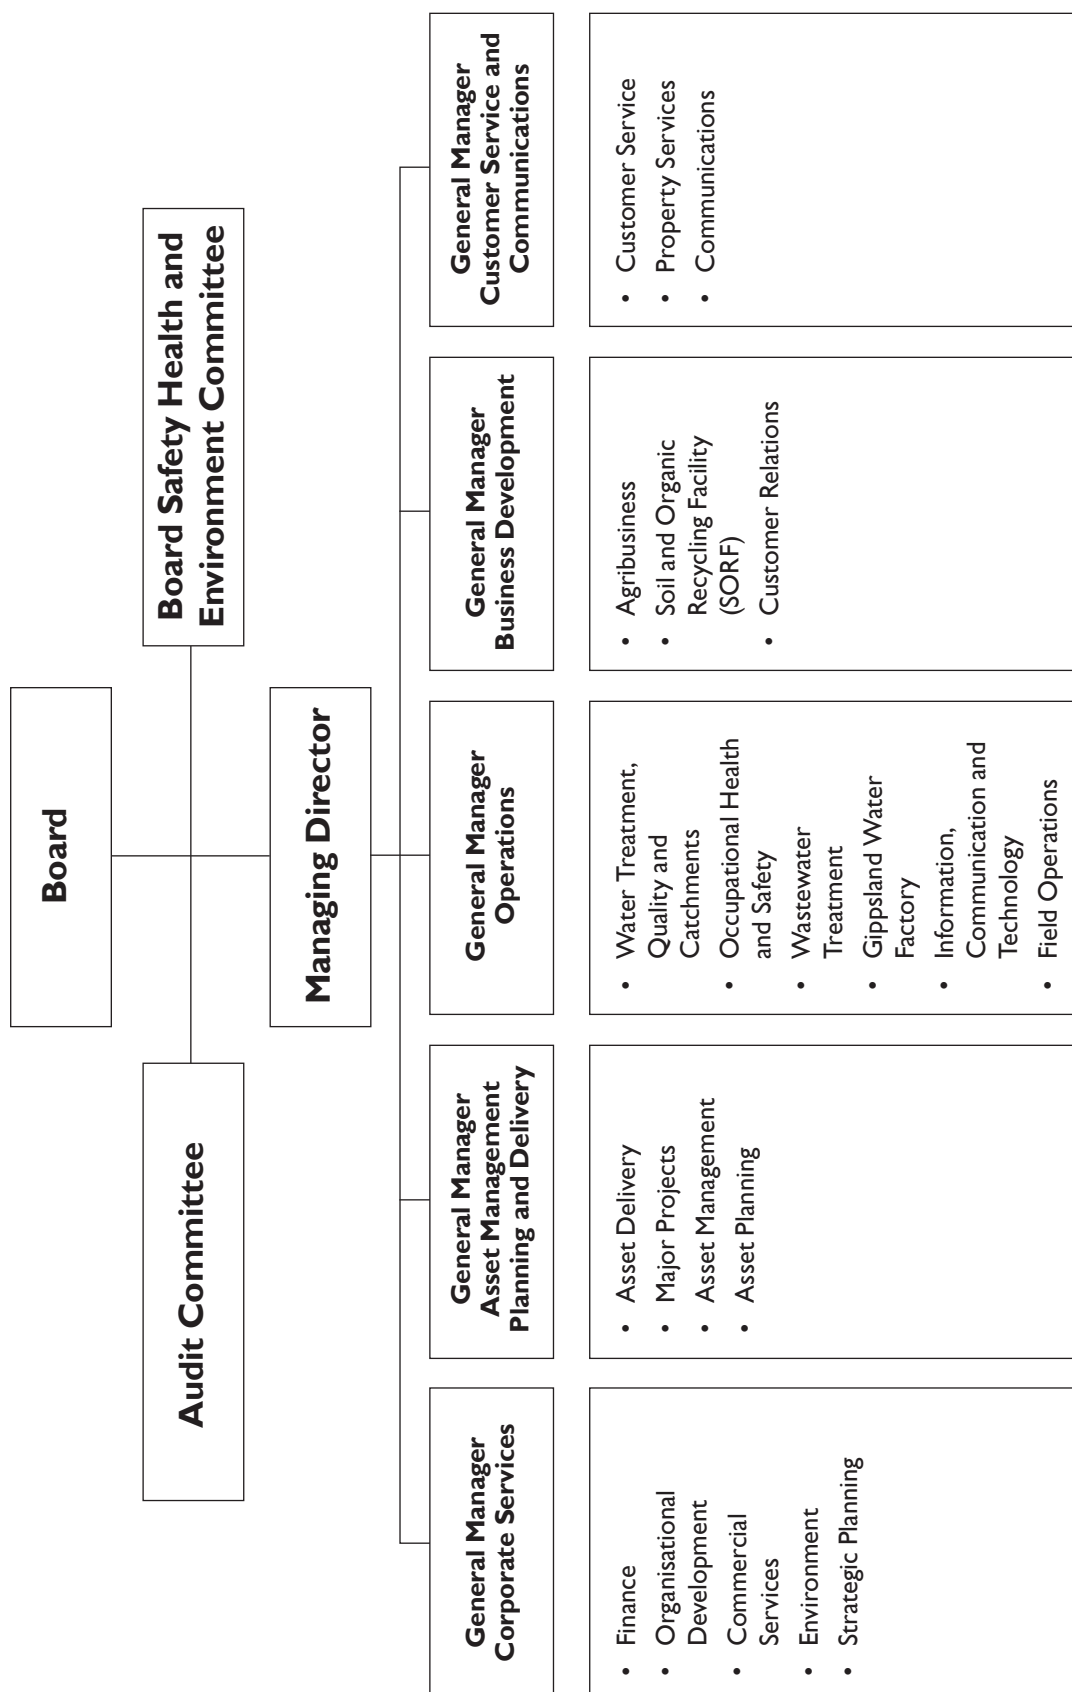 Board
Audit Committee
Board Safety Health and
Environment Committee
Managing Director
General Manager
Corporate Services
General Manager
Asset Management
Planning and Delivery
General Manager
Operations
General Manager
Business Development
General Manager
Customer Service and
Communications
• Finance
• Organisational
Development
• Commercial
Services
• Environment
• Strategic Planning
• Asset Delivery
• Major Projects
• Asset Management
• Asset Planning
• Water Treatment,
Quality and
Catchments
• Occupational Health
and Safety
• Wastewater
Treatment
• Gippsland Water
Factory
• Information,
Communication and
Technology
• Field Operations
• Agribusiness
• Soil and Organic
Recycling Facility
(SORF)
• Customer Relations
• Customer Service
• Property Services
• Communications